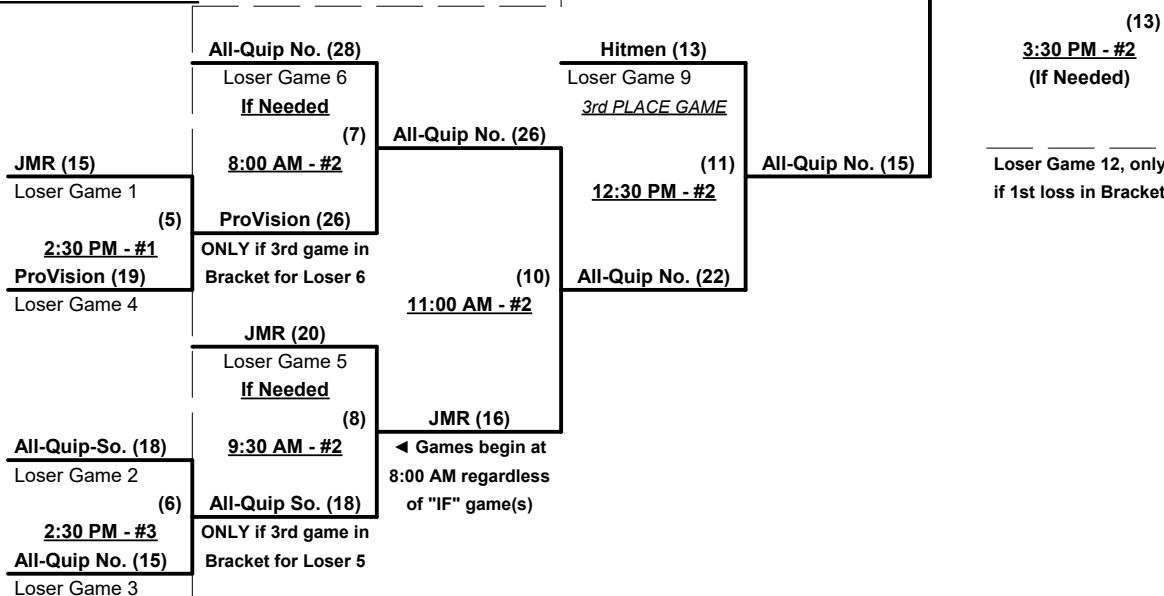 (13)
3:30 PM - #2
(If Needed)
Loser Game 12, only
if 1st loss in Bracket
All-Quip No. (28)
Loser Game 6
If Needed
(7)
8:00 AM - #2
ProVision (26)
ONLY if 3rd game in
Bracket for Loser 6
JMR (15)
Loser Game 1
(5)
2:30 PM - #1
ProVision (19)
Loser Game 4
All-Quip No. (26)
(10)
11:00 AM - #2
JMR (16)
◄ Games begin at
8:00 AM regardless
of "IF" game(s)
Hitmen (13)
Loser Game 9
3rd PLACE GAME
(11)
12:30 PM - #2
All-Quip No. (22)
All-Quip No. (15)
JMR (20)
Loser Game 5
If Needed
(8)
9:30 AM - #2
All-Quip So. (18)
ONLY if 3rd game in
Bracket for Loser 5
All-Quip-So. (18)
Loser Game 2
(6)
2:30 PM - #3
All-Quip No. (15)
Loser Game 3